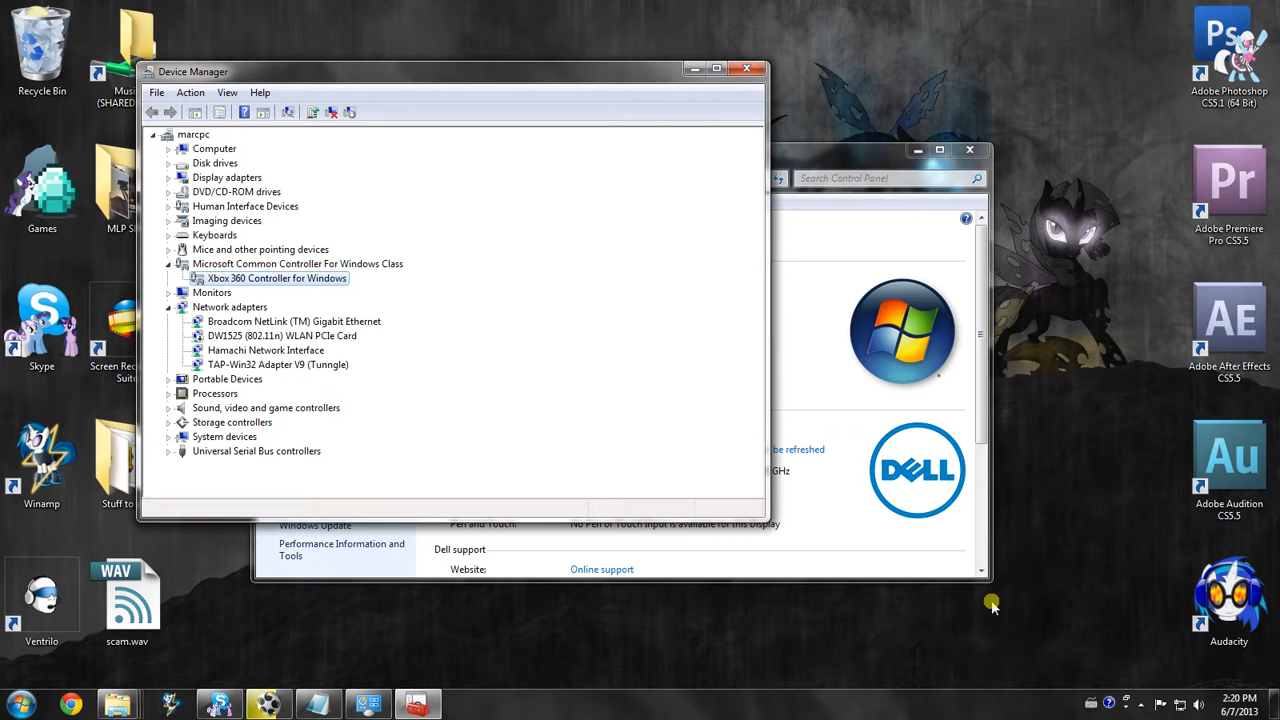 Recycle Bin
Musi
(SHARED
Games
MLP S
Skype
Screen Rec
Suite
Winamp
Stuff to
Ventrilo
WAV
scam.wav
Device Manager
File Action View Help
marcpc
Computer
Disk drives
Display adapters
DVD/CD-ROM drives
Human Interface Devices
Imaging devices
Keyboards
Mice and other pointing devices
Microsoft Common Controller For Windows Class
Xbox 360 Controller for Windows
Monitors
Network adapters
Broadcom NetLink (TM) Gigabit Ethernet
DW1525 (802.11n) WLAN PCIe Card
Hamachi Network Interface
TAP-Win32 Adapter V9 (Tunngle)
Portable Devices
Processors
Sound, video and game controllers
Storage controllers
System devices
Universal Serial Bus controllers
Search Control Panel
be refreshed
GHz
DELL
Windows Update
Performance Information and
Tools
Pen and Touch: No Pen or Touch Input is available for this Display
Dell support
Website: Online support
Ps
Adobe Photoshop
CS5.1 (64 Bit)
Pr
Adobe Premiere
Pro CS5.5
AE
Adobe After Effects
CS5.5
Au
Adobe Audition
CS5.5
Audacity
2:20 PM
6/7/2013